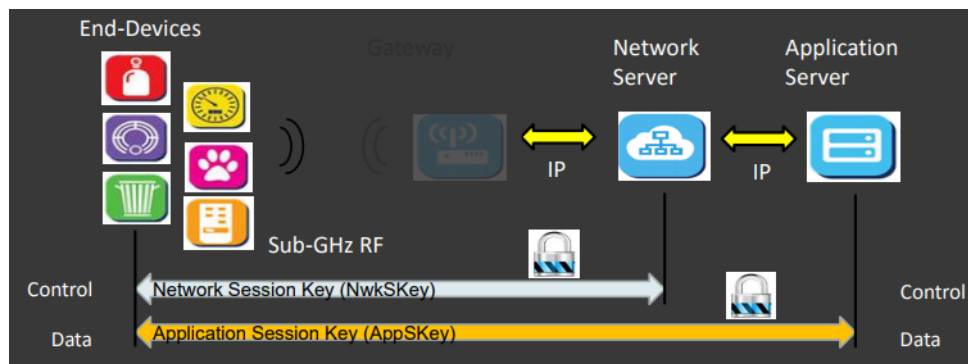 End-Devices
Gateway
Network
Server
Application
Server
IP
IP
Sub-GHz RF
Control
Network Session Key (NwkSKey)
Control
Data
Application Session Key (AppSKey)
Data